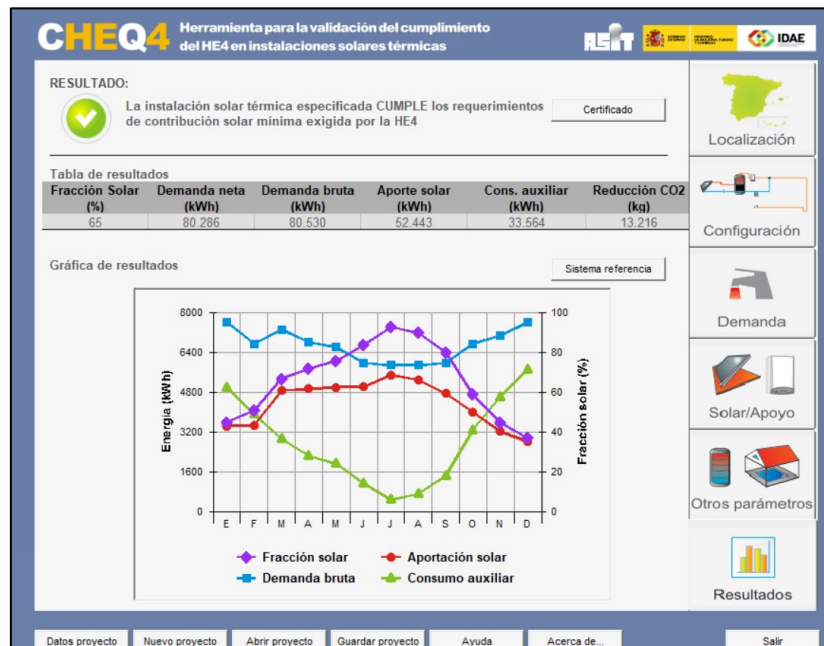 CHEQ4
Herramienta para la validación del cumplimiento
del HE4 en instalaciones solares térmicas
ASIT
IDAE
RESULTADO:
La instalación solar térmica especificada CUMPLE los requerimientos
de contribución solar mínima exigida por la HE4
Certificado
Tabla de resultados
Fracción Solar (%) Demanda neta (kWh) Demanda bruta (kWh) Aporte solar (kWh) Cons. auxiliar (kWh) Reducción CO2 (kg)
65 80.286 80.530 52.443 33.564 13.216
Gráfica de resultados
Sistema referencia
Energía (kWh)
8000
6400
4800
3200
1600
0
Fracción solar (%)
100
80
60
40
20
0
E F M A M J J A S O N D
Fracción solar
Aportación solar
Demanda bruta
Consumo auxiliar
Localización
Configuración
Demanda
Solar/Apoyo
Otros parámetros
Resultados
Datos proyecto
Nuevo proyecto
Abrir proyecto
Guardar proyecto
Ayuda
Acerca de...
Salir